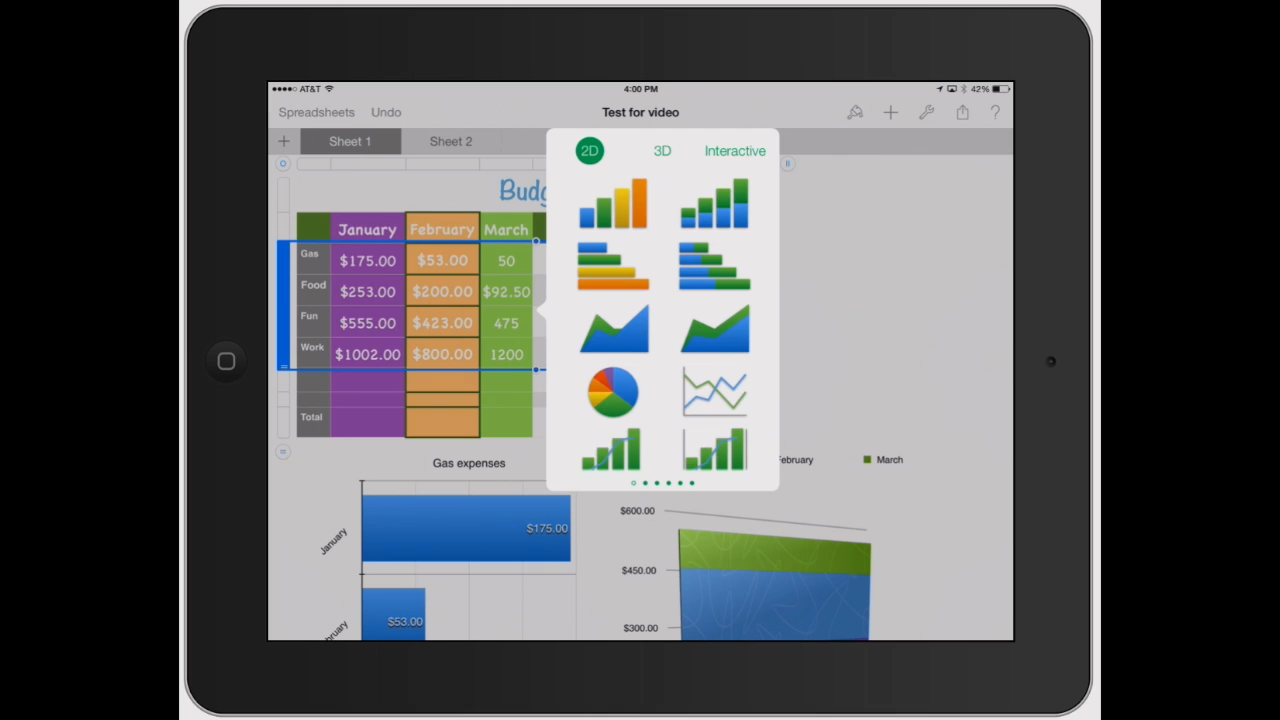 AT&T 4:00 PM 42%
Spreadsheets Undo Test for video ?
Sheet 1 Sheet 2
2D 3D Interactive
January February March
Gas $175.00 $53.00 50
Food $253.00 $200.00 $92.50
Fun $555.00 $423.00 475
Work $1002.00 $800.00 1200
Total
Gas expenses
March
January
$175.00
$53.00
$600.00
$450.00
$300.00